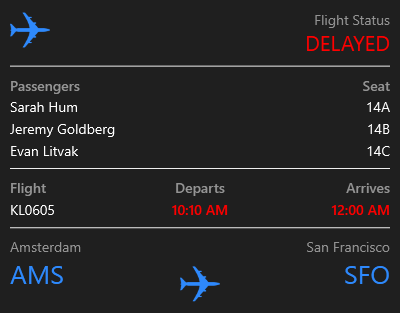 Flight Status
DELAYED
Passengers Seat
Sarah Hum 14A
Jeremy Goldberg 14B
Evan Litvak 14C
Flight Departs Arrives
KL0605 10:10 AM 12:00 AM
Amsterdam San Francisco
AMS SFO